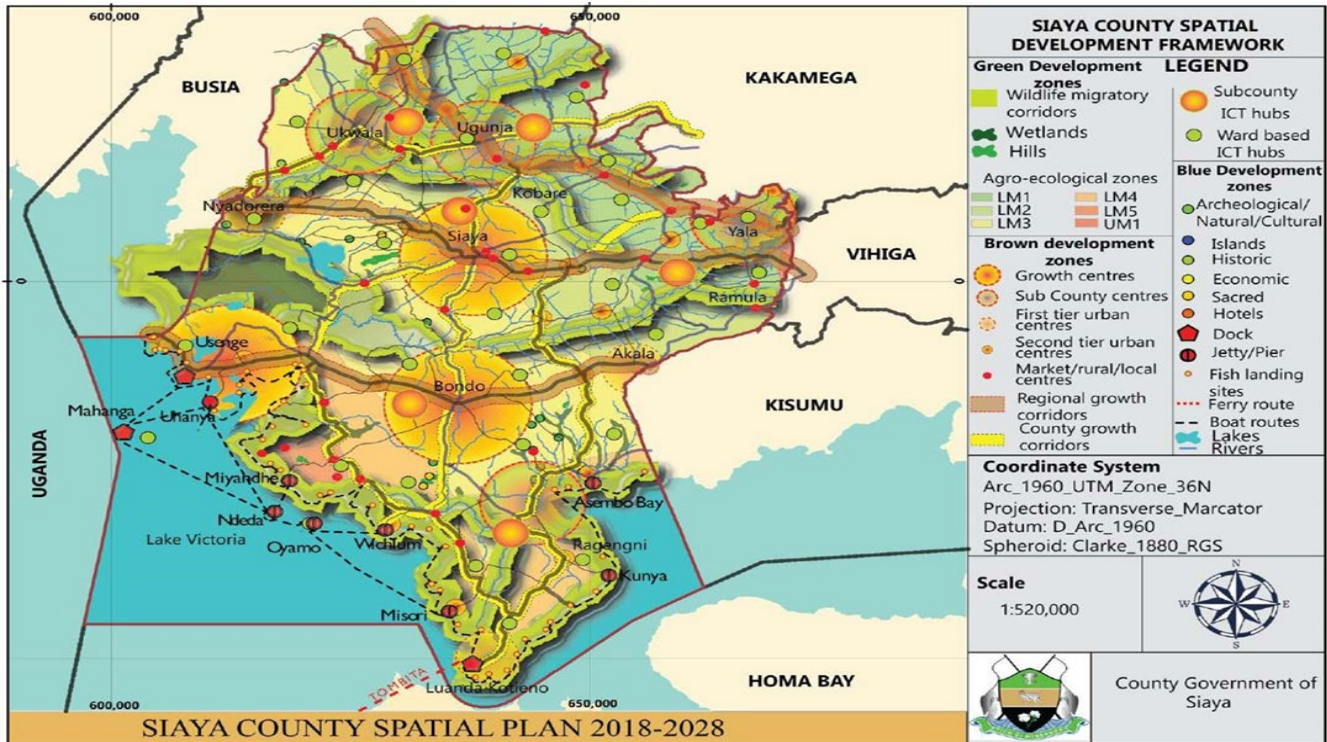 600,000
650,000
BUSIA
KAKAMEGA
Ukwala
Ugunja
Nyadorera
Kobare
Siaya
Yala
VIHIGA
0
0
Ramula
Usonge
Akala
Bondo
Mahanga
Uhanya
KISUMU
UGANDA
Miyandhe
Asembo Bay
Ndeda
Lake Victoria
Oyamo
Wichlum
Ragangni
Kunya
Misori
HOMA BAY
TO MBITA
Luanda Kotieno
600,000
650,000
SIAYA COUNTY SPATIAL PLAN 2018-2028
SIAYA COUNTY SPATIAL
DEVELOPMENT FRAMEWORK
LEGEND
Green Development
zones
Wildlife migratory
corridors
Wetlands
Hills
Agro-ecological zones
LM1
LM2
LM3
LM4
LM5
UM1
Brown development
zones
Growth centres
Sub County centres
First tier urban
centres
Second tier urban
centres
Market/rural/local
centres
Regional growth
corridors
County growth
corridors
Subcounty
ICT hubs
Ward based
ICT hubs
Blue Development
zones
Archeological/
Natural/Cultural
Islands
Historic
Economic
Sacred
Hotels
Dock
Jetty/Pier
Fish landing
sites
Ferry route
Boat routes
Lakes
Rivers
Coordinate System
Arc_1960_UTM_Zone_36N
Projection: Transverse_Marcator
Datum: D_Arc_1960
Spheroid: Clarke_1880_RGS
Scale
1:520,000
N
W
E
S
County Government of
Siaya